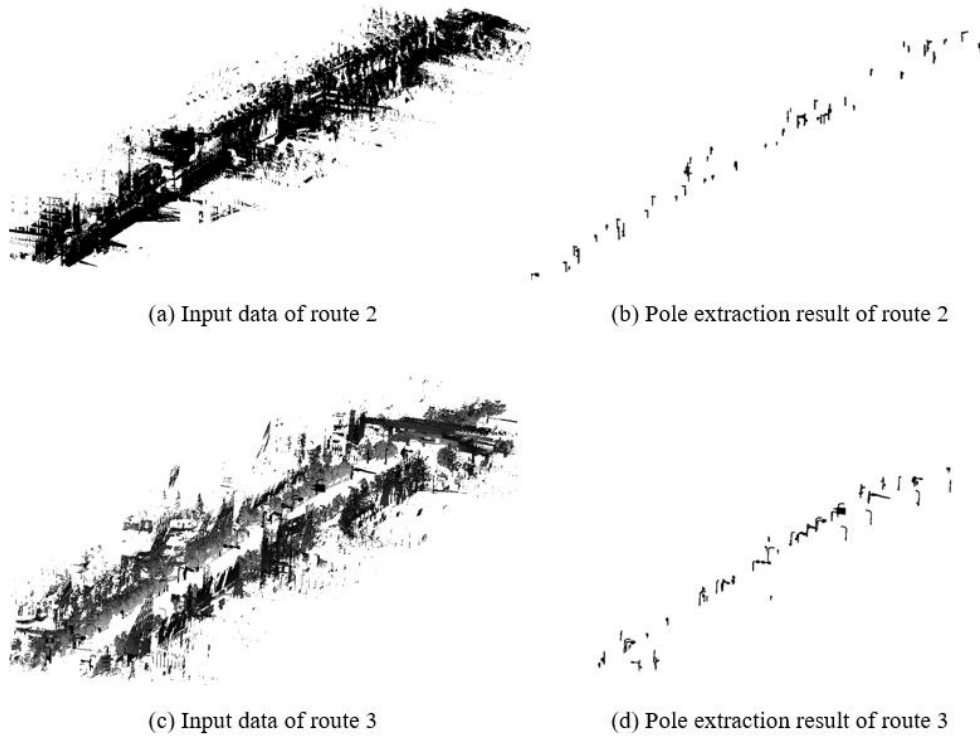 (a) Input data of route 2
(b) Pole extraction result of route 2
(c) Input data of route 3
(d) Pole extraction result of route 3